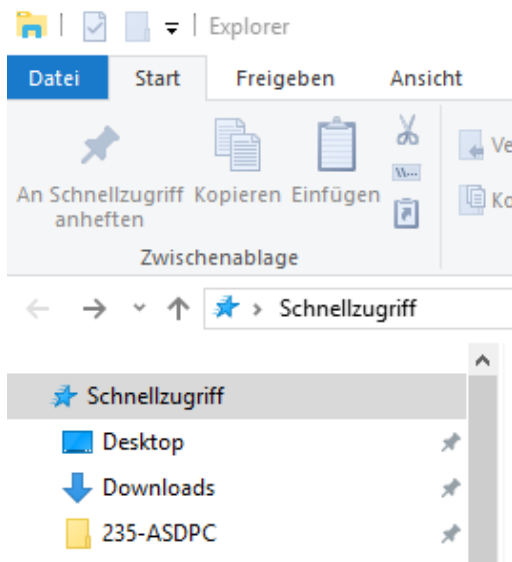 Explorer
Datei Start Freigeben Ansicht
An Schnellzugriff anheften
Kopieren Einfügen
Zwischenablage
Schnellzugriff
Schnellzugriff
Desktop
Downloads
235-ASDPC